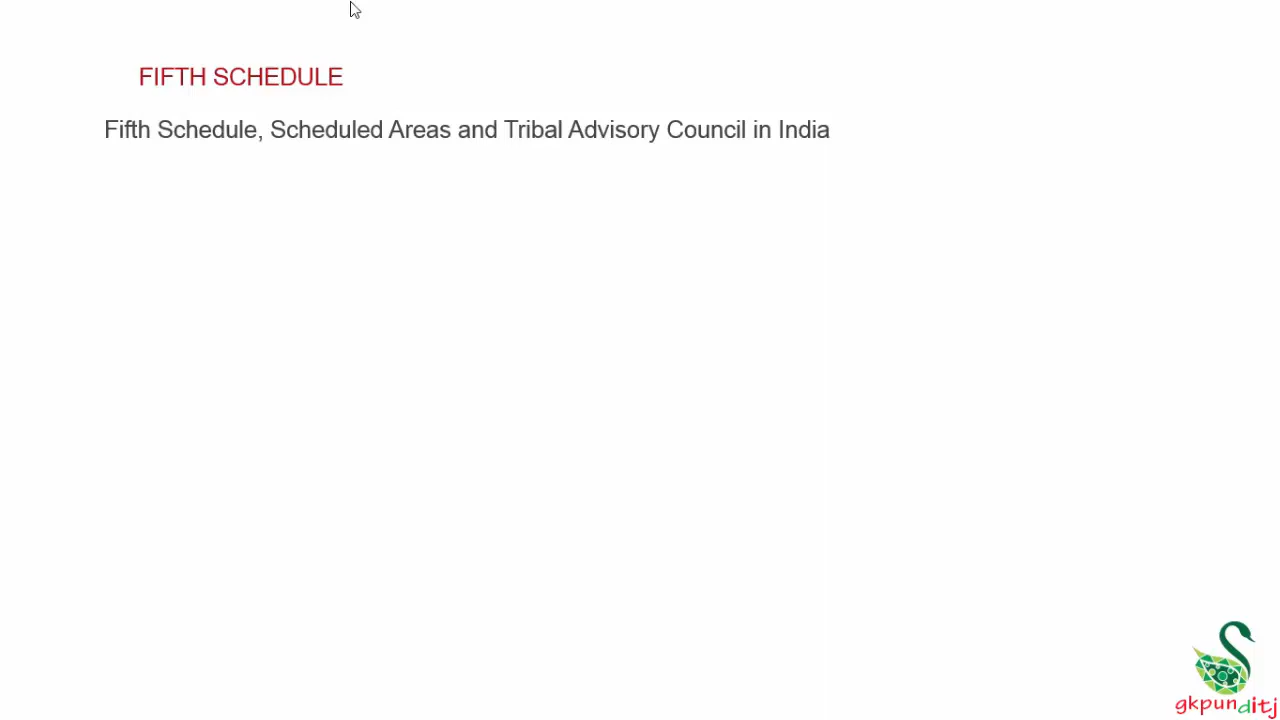 FIFTH SCHEDULE
Fifth Schedule, Scheduled Areas and Tribal Advisory Council in India
gkpunditj